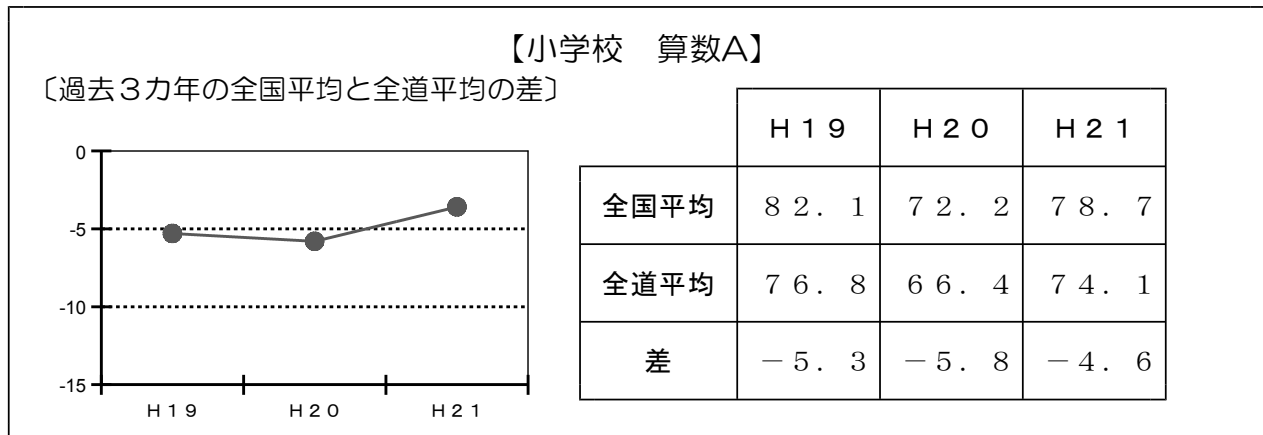 【小学校　算数A】
〔過去３カ年の全国平均と全道平均の差〕
0
-5
-10
-15
Ｈ１９ Ｈ２０ Ｈ２１
Ｈ１９ Ｈ２０ Ｈ２１
全国平均 ８２．１ ７２．２ ７８．７
全道平均 ７６．８ ６６．４ ７４．１
差 －５．３ －５．８ －４．６